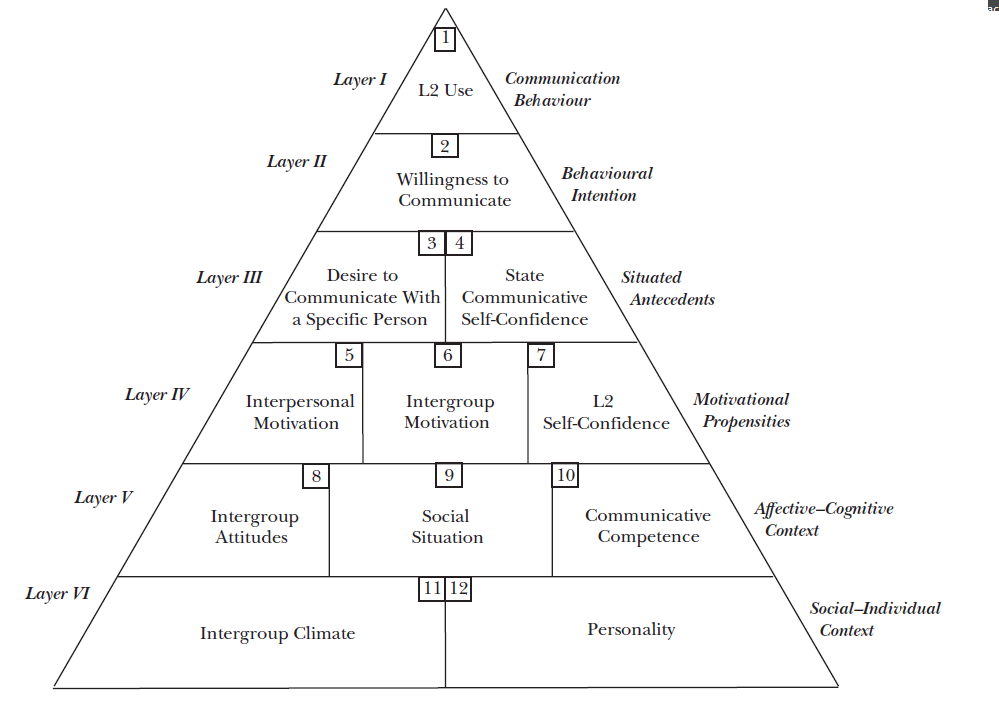 1
Layer I
L2 Use
Communication
Behaviour
2
Layer II
Willingness to
Communicate
Behavioural
Intention
3 4
Layer III
Desire to
Communicate With
a Specific Person
State
Communicative
Self-Confidence
Situated
Antecedents
5 6 7
Layer IV
Interpersonal
Motivation
Intergroup
Motivation
L2
Self-Confidence
Motivational
Propensities
8 9 10
Layer V
Intergroup
Attitudes
Social
Situation
Communicative
Competence
Affective–Cognitive
Context
11 12
Layer VI
Intergroup Climate
Personality
Social–Individual
Context